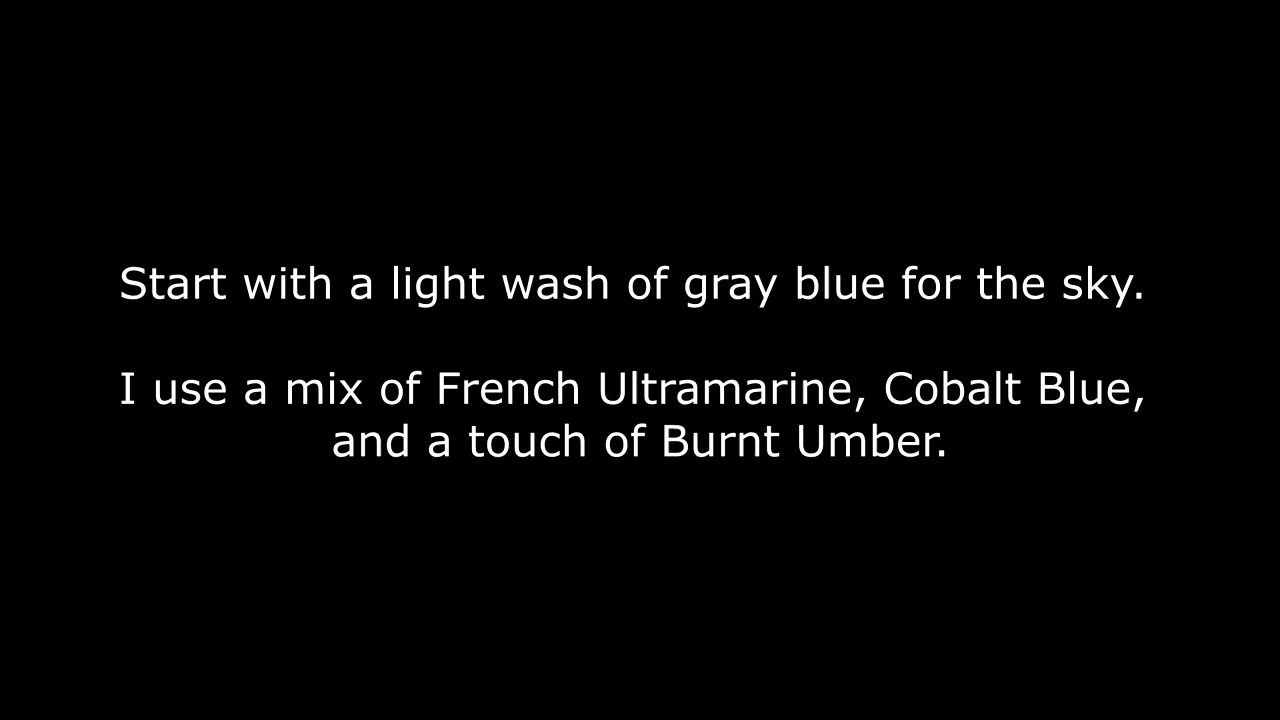 Start with a light wash of gray blue for the sky.
I use a mix of French Ultramarine, Cobalt Blue,
and a touch of Burnt Umber.